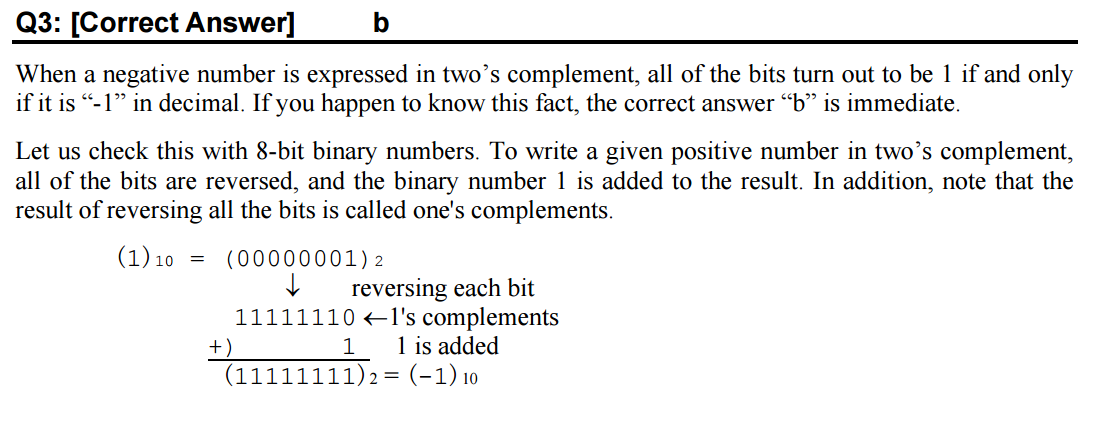 Q3: [Correct Answer] b
When a negative number is expressed in two’s complement, all of the bits turn out to be 1 if and only
if it is “-1” in decimal. If you happen to know this fact, the correct answer “b” is immediate.
Let us check this with 8-bit binary numbers. To write a given positive number in two’s complement,
all of the bits are reversed, and the binary number 1 is added to the result. In addition, note that the
result of reversing all the bits is called one's complements.
(1)10 = (00000001)2
↓ reversing each bit
11111110 ←1's complements
+) 1 1 is added
(11111111)2 = (-1)10